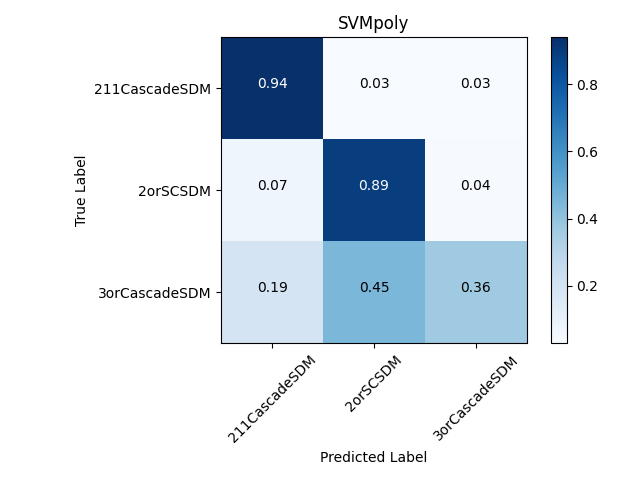 SVMpoly
True Label
211CascadeSDM
0.94 0.03 0.03
2orSCSDM
0.07 0.89 0.04
3orCascadeSDM
0.19 0.45 0.36
211CascadeSDM 2orSCSDM 3orCascadeSDM
Predicted Label
0.8
0.6
0.4
0.2